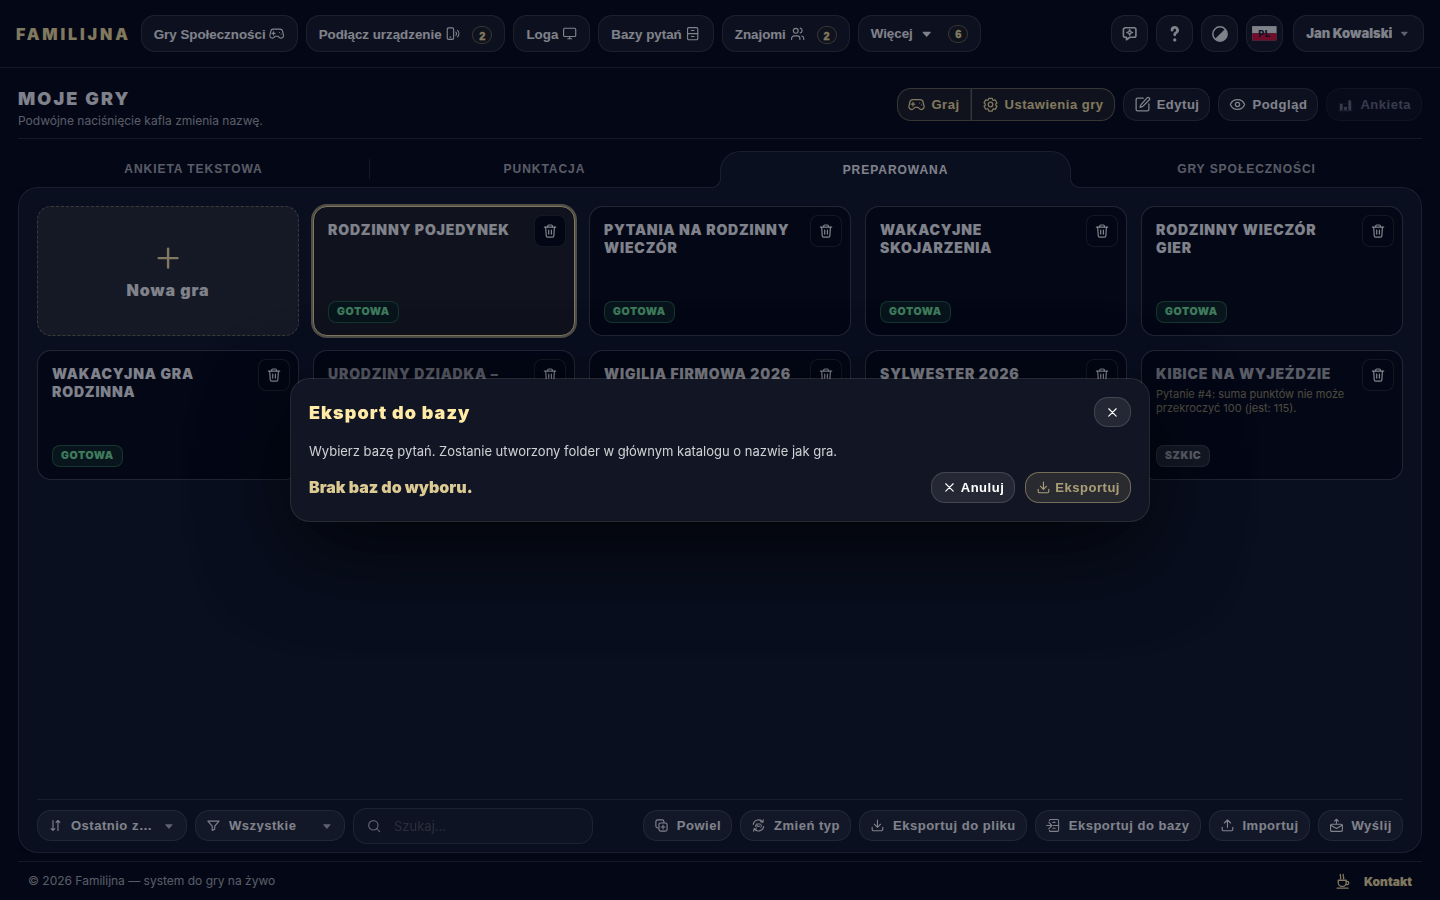 FAMILIJNA
Gry Społeczności
Podłącz urządzenie 2
Loga
Bazy pytań
Znajomi 2
Więcej 6
?
PL
Jan Kowalski
MOJE GRY
Podwójne naciśnięcie kafla zmienia nazwę.
Graj
Ustawienia gry
Edytuj
Podgląd
Ankieta
ANKIETA TEKSTOWA
PUNKTACJA
PREPAROWANA
GRY SPOŁECZNOŚCI
Nowa gra
RODZINNY POJEDYNEK
GOTOWA
PYTANIA NA RODZINNY
WIECZÓR
GOTOWA
WAKACYJNE
SKOJARZENIA
GOTOWA
RODZINNY WIECZÓR
GIER
GOTOWA
WAKACYJNA GRA
RODZINNA
GOTOWA
URODZINY DZIADKA –
WIGILIA FIRMOWA 2026
SYLWESTER 2026
KIBICE NA WYJEŹDZIE
Pytanie #4: suma punktów nie może
przekroczyć 100 (jest: 115).
SZKIC
Eksport do bazy
Wybierz bazę pytań. Zostanie utworzony folder w głównym katalogu o nazwie jak gra.
Brak baz do wyboru.
Anuluj
Eksportuj
Ostatnio z...
Wszystkie
Szukaj...
Powiel
Zmień typ
Eksportuj do pliku
Eksportuj do bazy
Importuj
Wyślij
© 2026 Familijna — system do gry na żywo
Kontakt